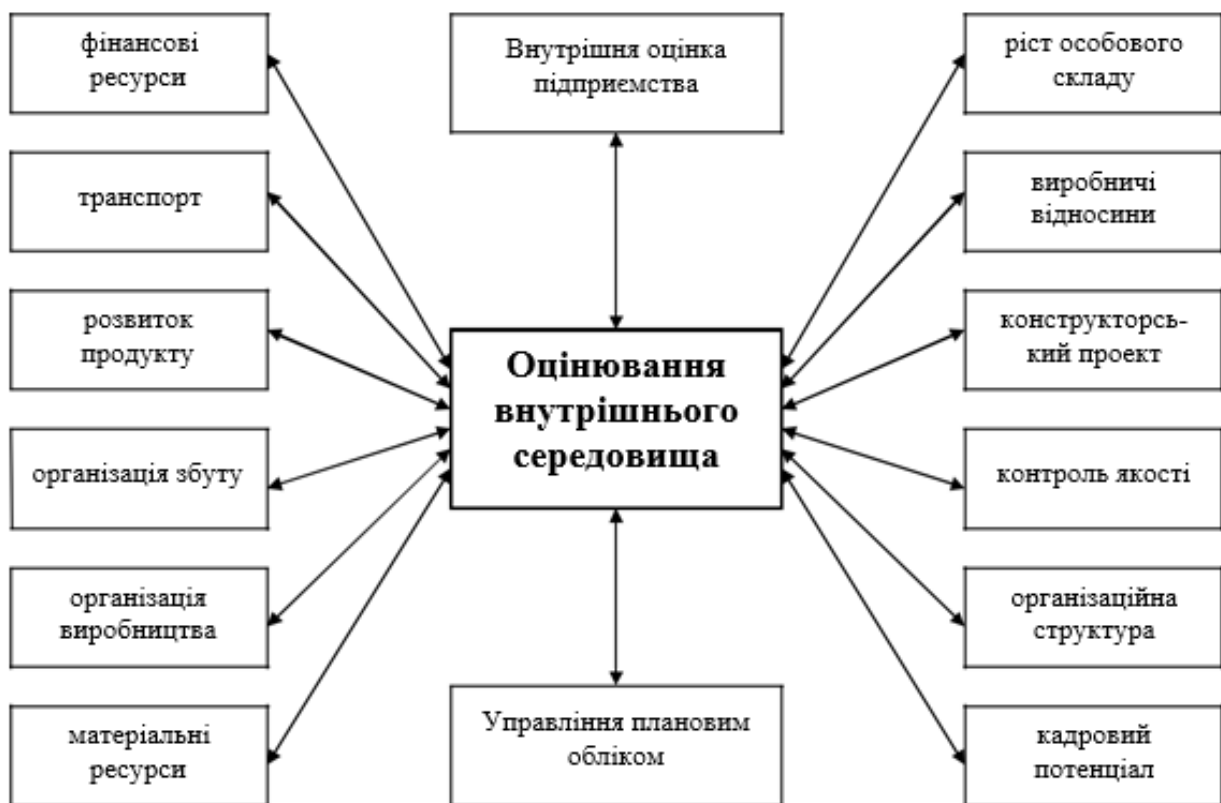 фінансові
ресурси
Внутрішня оцінка
підприємства
ріст особового
складу
транспорт
виробничі
відносини
розвиток
продукту
Оцінювання
внутрішнього
середовища
конструкторсь-
кий проект
організація збуту
контроль якості
організація
виробництва
організаційна
структура
матеріальні
ресурси
Управління плановим
обліком
кадровий
потенціал